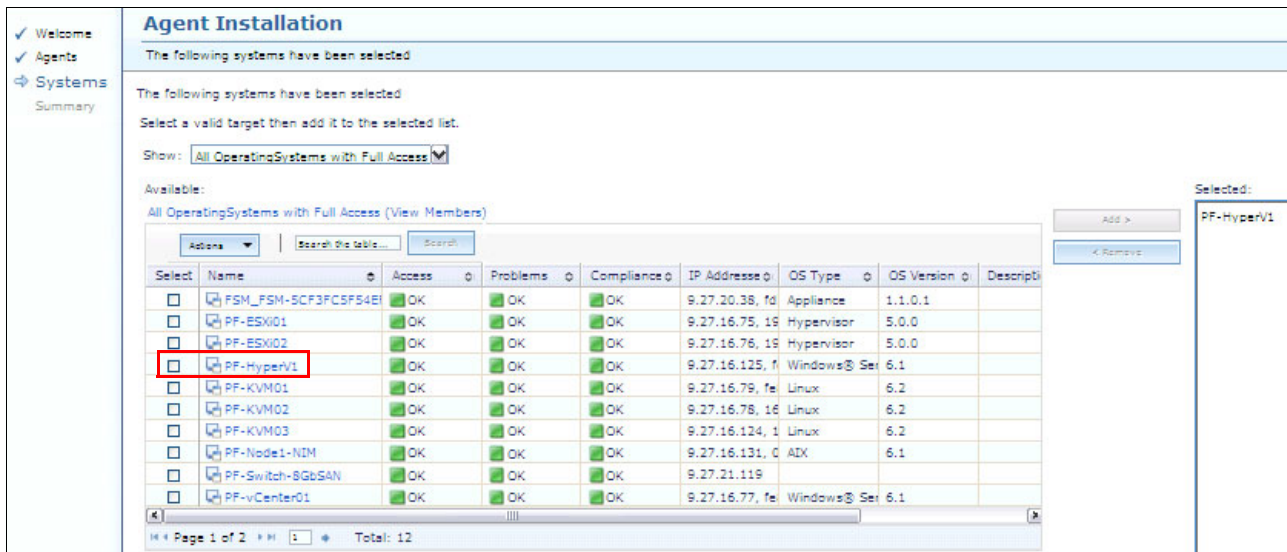 Welcome
Agents
Systems
Summary
Agent Installation
The following systems have been selected
The following systems have been selected
Select a valid target then add it to the selected list.
Show: All OperatingSystems with Full Access
Available:
All OperatingSystems with Full Access (View Members)
Actions Search the table... Search
Select Name Access Problems Compliance IP Addresse OS Type OS Version Descripti
FSM_FSM-5CF3FC5F54E OK OK OK 9.27.20.38, fd Appliance 1.1.0.1
PF-ESXi01 OK OK OK 9.27.16.75, 19 Hypervisor 5.0.0
PF-ESXi02 OK OK OK 9.27.16.76, 19 Hypervisor 5.0.0
PF-HyperV1 OK OK OK 9.27.16.125, f Windows® Ser 6.1
PF-KVM01 OK OK OK 9.27.16.79, fe Linux 6.2
PF-KVM02 OK OK OK 9.27.16.78, 16 Linux 6.2
PF-KVM03 OK OK OK 9.27.16.124, 1 Linux 6.2
PF-Node1-NIM OK OK OK 9.27.16.131, 0 AIX 6.1
PF-Switch-8GbSAN OK OK OK 9.27.21.119
PF-vCenter01 OK OK OK 9.27.16.77, fe Windows® Ser 6.1
Page 1 of 2 1 Total: 12
Add >
< Remove
Selected:
PF-HyperV1